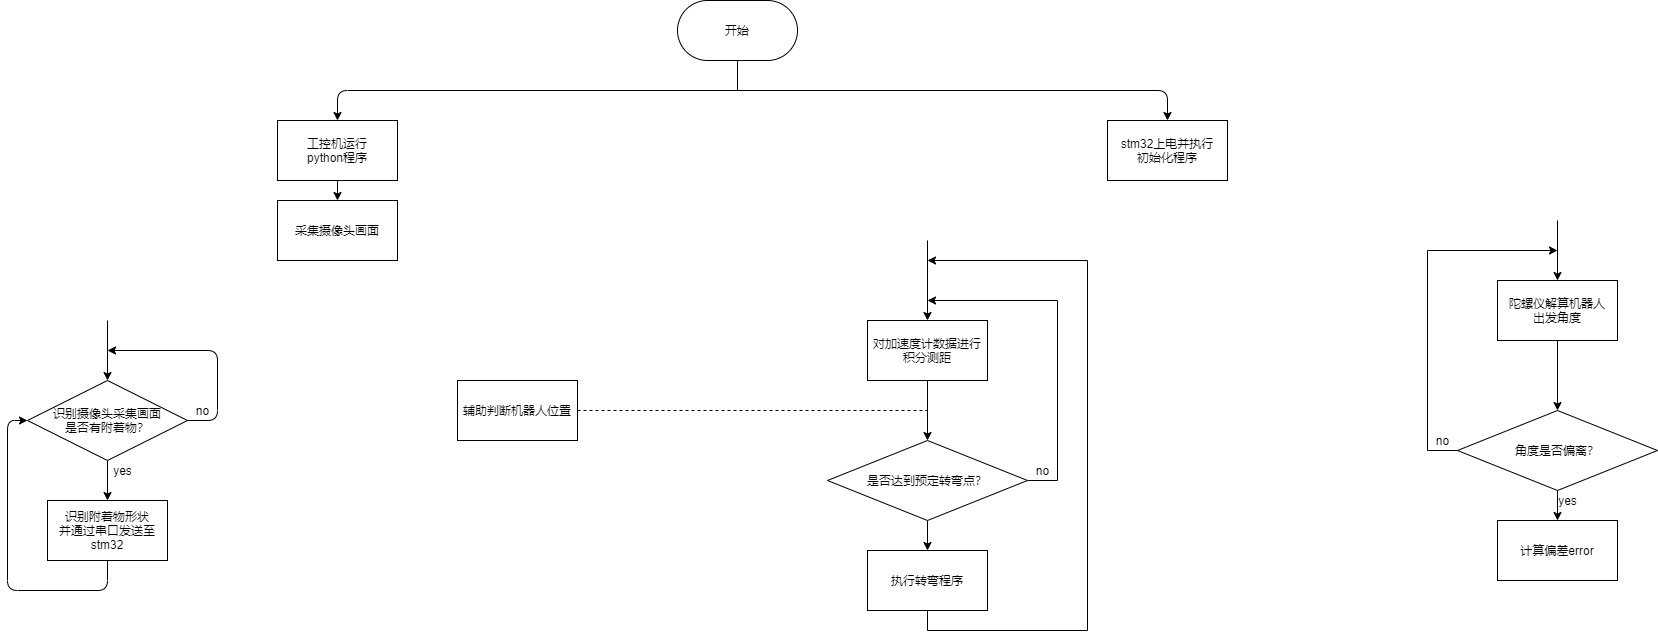 开始
工控机运行
python程序
stm32上电并执行
初始化程序
采集摄像头画面
陀螺仪解算机器人
出发角度
对加速度计数据进行
积分测距
辅助判断机器人位置
识别摄像头采集画面
是否有附着物?
no
yes
是否达到预定转弯点?
no
no
角度是否偏离?
yes
识别附着物形状
并通过串口发送至
stm32
执行转弯程序
计算偏差error